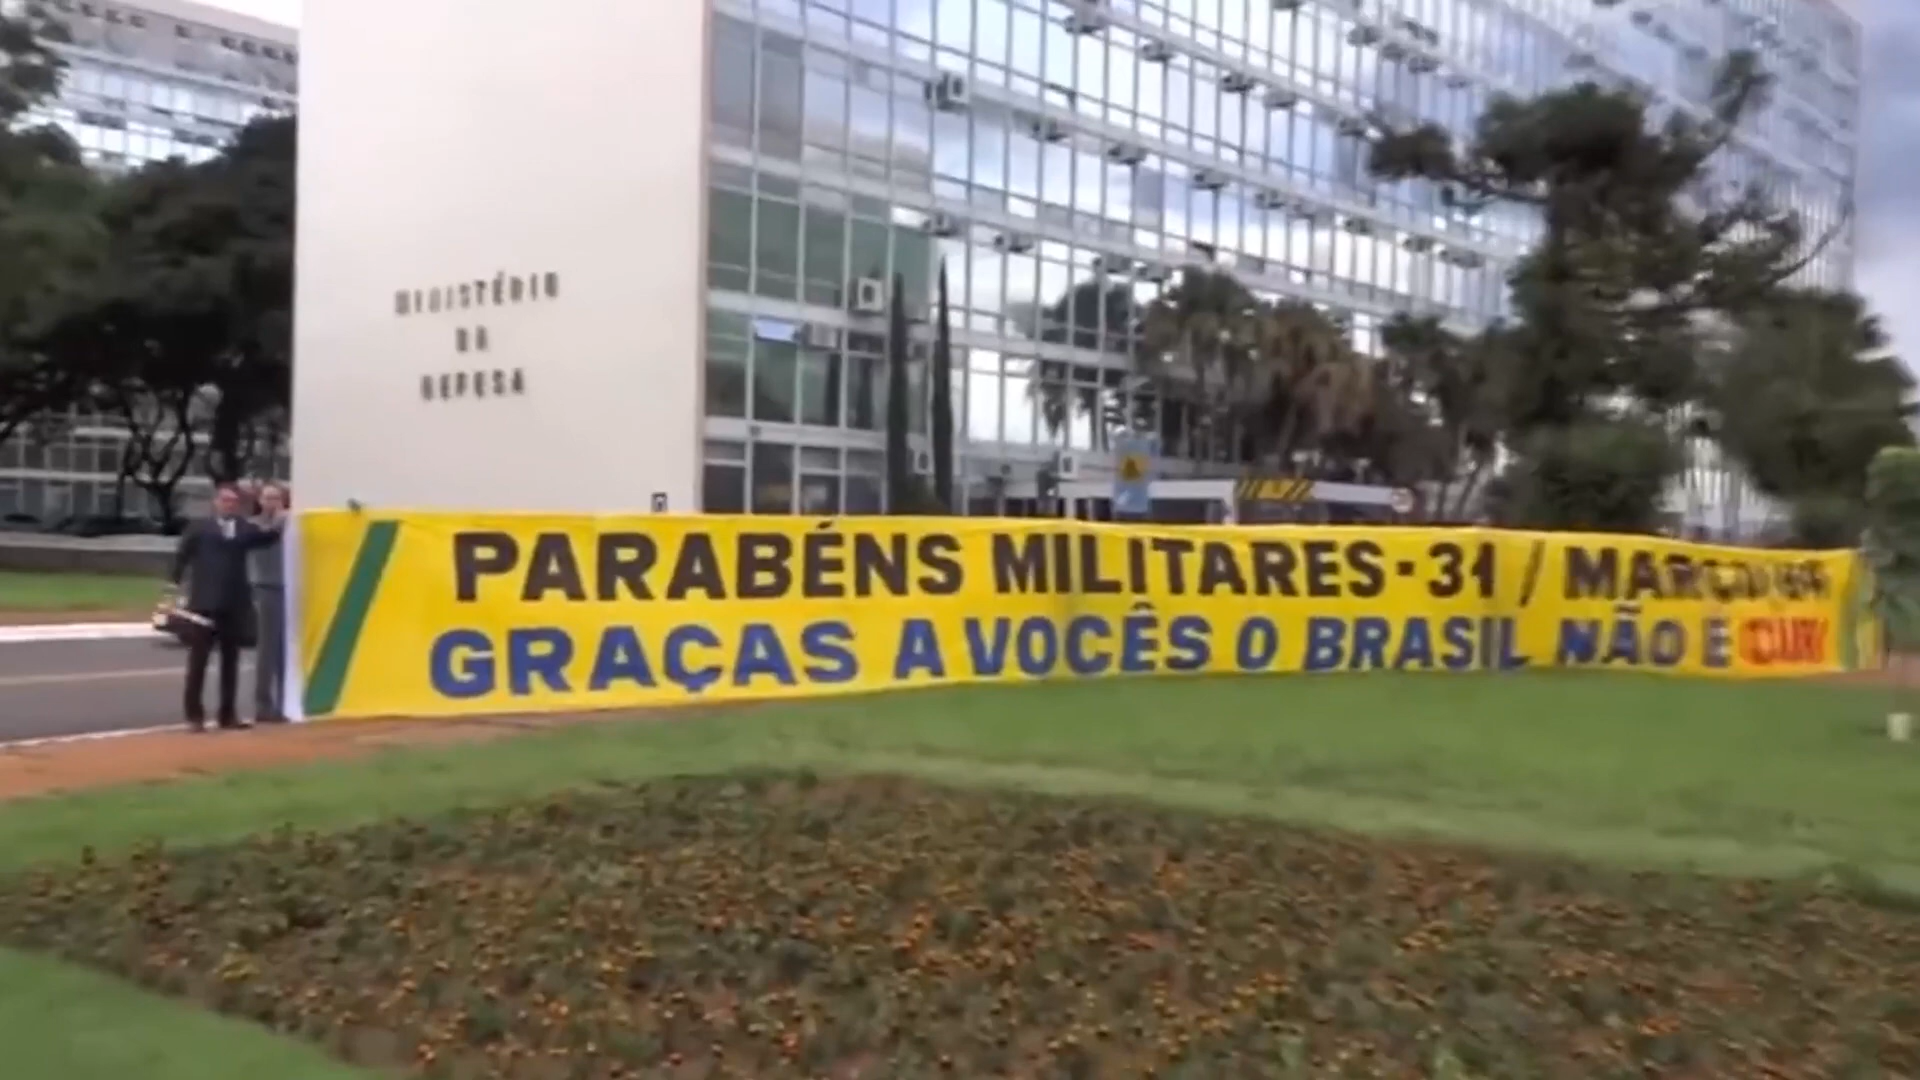 MINISTÉRIO
DA
DEFESA
PARABÉNS MILITARES - 31 / MARÇO/64
GRAÇAS A VOCÊS O BRASIL NÃO É